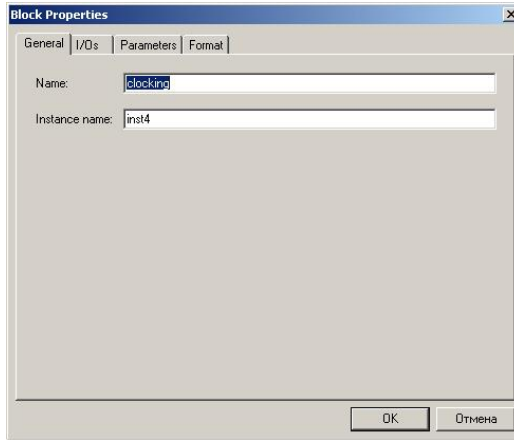 Block Properties
General I/Os Parameters Format
Name: clocking
Instance name: inst4
OK Отмена